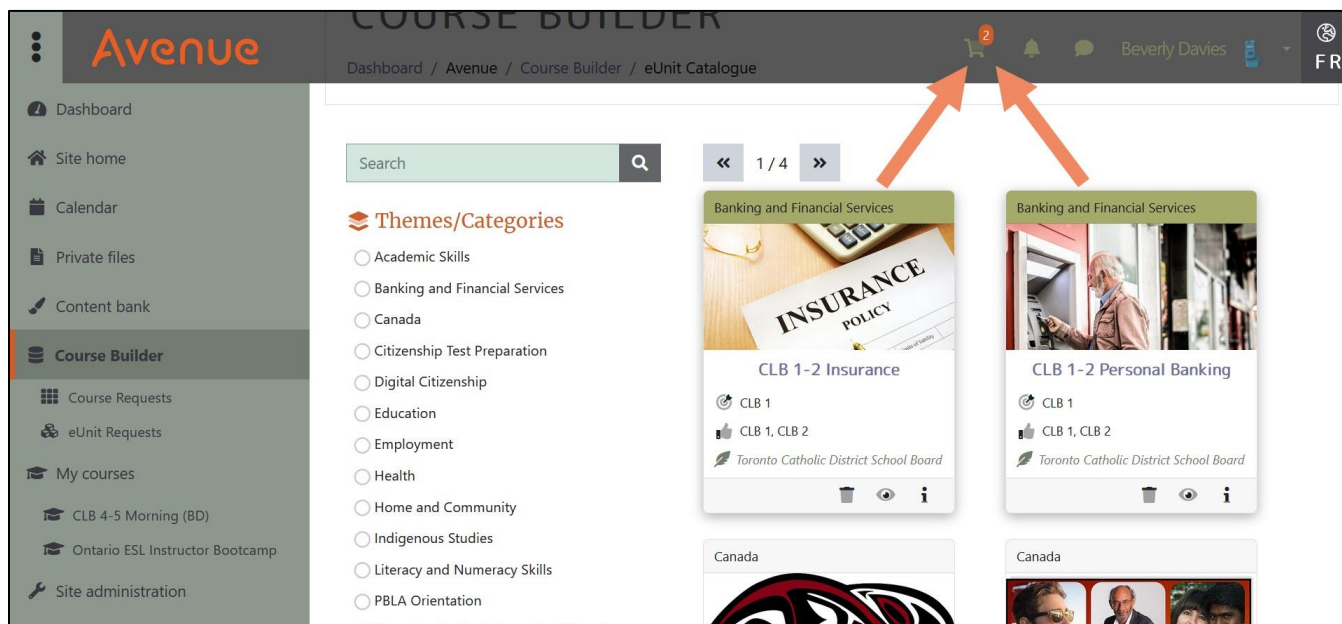 COURSE BUILDER
Avenue
Dashboard / Avenue / Course Builder / eUnit Catalogue
2
Beverly Davies
FR
Dashboard
Site home
Calendar
Private files
Content bank
Course Builder
Course Requests
eUnit Requests
My courses
CLB 4-5 Morning (BD)
Ontario ESL Instructor Bootcamp
Site administration
Search
Themes/Categories
Academic Skills
Banking and Financial Services
Canada
Citizenship Test Preparation
Digital Citizenship
Education
Employment
Health
Home and Community
Indigenous Studies
Literacy and Numeracy Skills
PBLA Orientation
« 1 / 4 »
Banking and Financial Services
INSURANCE
POLICY
CLB 1-2 Insurance
CLB 1
CLB 1, CLB 2
Toronto Catholic District School Board
Banking and Financial Services
CLB 1-2 Personal Banking
CLB 1
CLB 1, CLB 2
Toronto Catholic District School Board
Canada
Canada